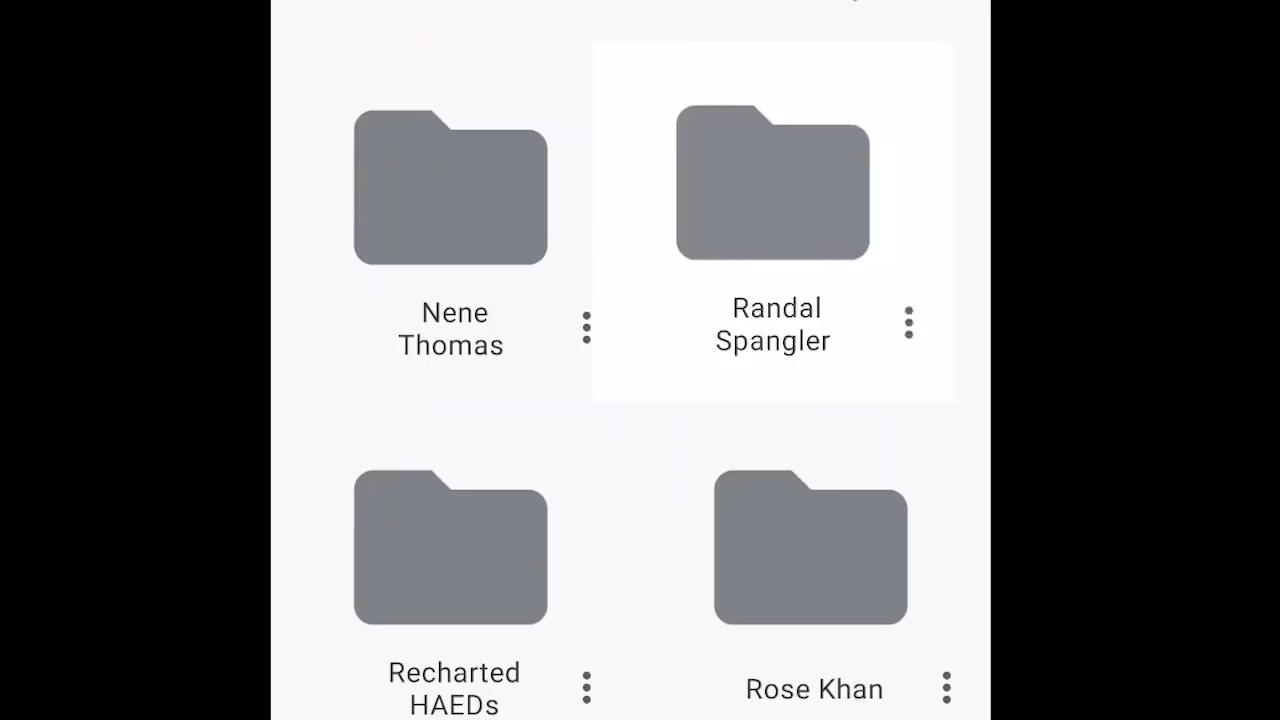 Nene
Thomas
Randal
Spangler
Recharted
HAEDs
Rose Khan